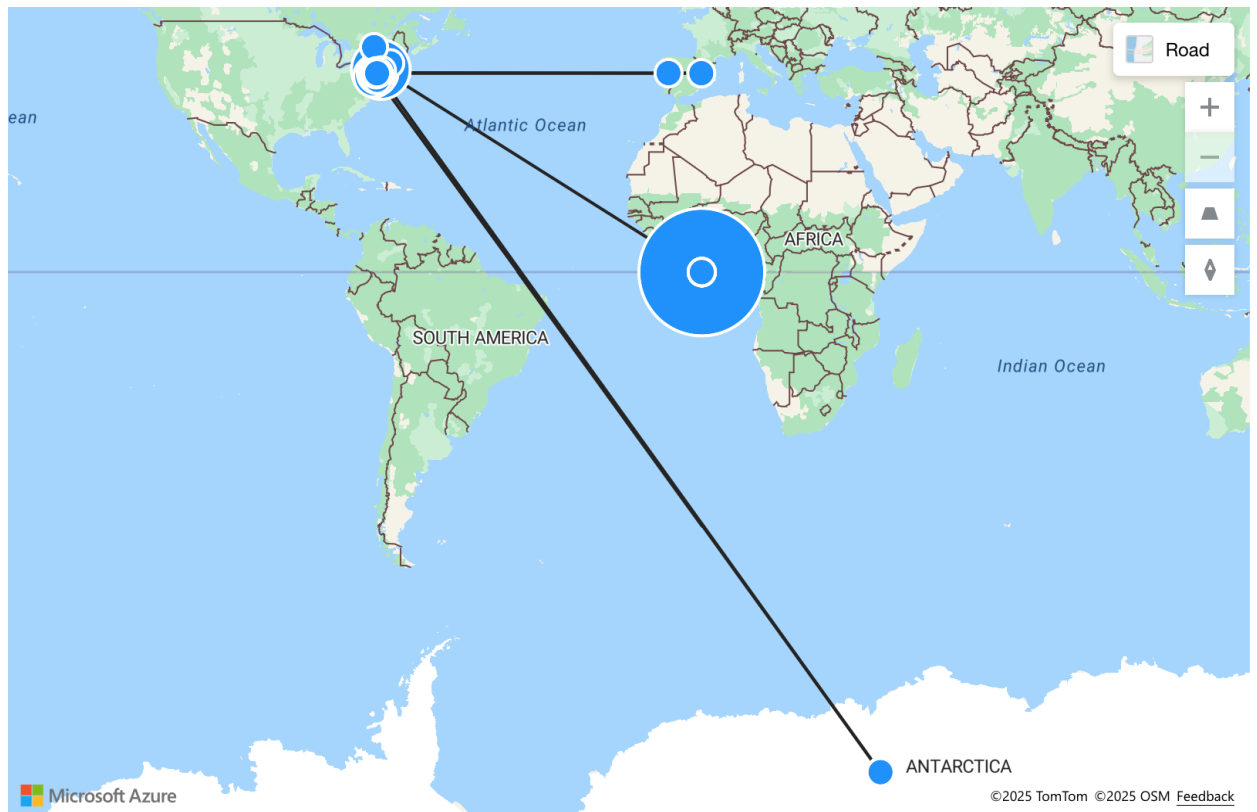 Road
ean
Atlantic Ocean
AFRICA
SOUTH AMERICA
Indian Ocean
ANTARCTICA
Microsoft Azure
©2025 TomTom ©2025 OSM Feedback